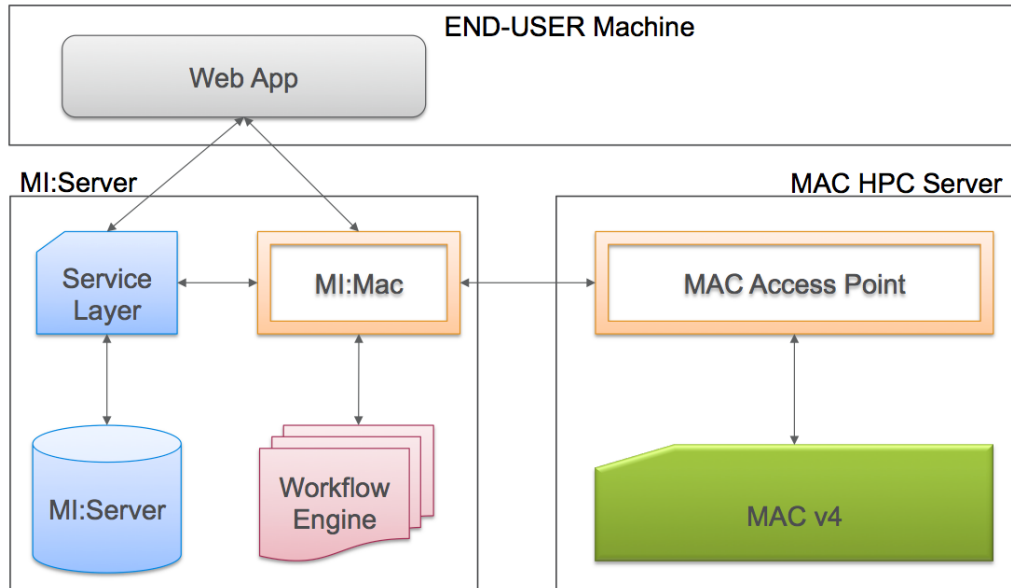 END-USER Machine
Web App
MI:Server
MAC HPC Server
Service
Layer
MI:Mac
MAC Access Point
MI:Server
Workflow
Engine
MAC v4